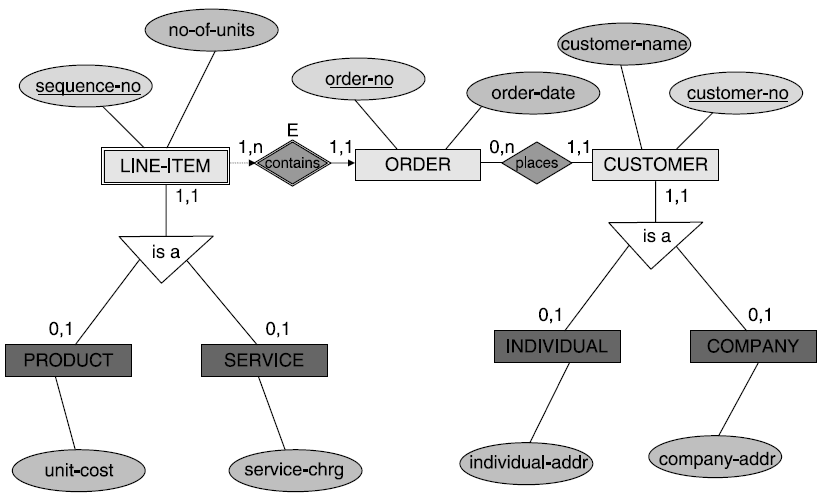 no-of-units
customer-name
sequence-no
order-no
order-date
customer-no
E
LINE-ITEM
1,n
contains
1,1
ORDER
0,n
places
1,1
CUSTOMER
1,1
1,1
is a
is a
0,1
0,1
0,1
0,1
PRODUCT
SERVICE
INDIVIDUAL
COMPANY
unit-cost
service-chrg
individual-addr
company-addr